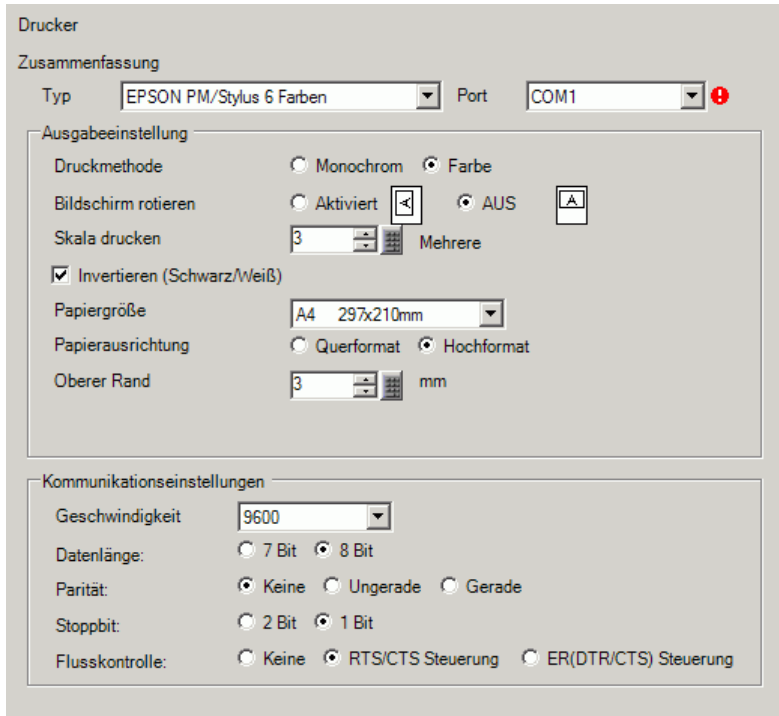 Drucker
Zusammenfassung
Typ EPSON PM/Stylus 6 Farben Port COM1
Ausgabeeinstellung
Druckmethode Monochrom Farbe
Bildschirm rotieren Aktiviert A AUS A
Skala drucken 3 Mehrere
Invertieren (Schwarz/Weiß)
Papiergröße A4 297x210mm
Papierausrichtung Querformat Hochformat
Oberer Rand 3 mm
Kommunikationseinstellungen
Geschwindigkeit 9600
Datenlänge: 7 Bit 8 Bit
Parität: Keine Ungerade Gerade
Stoppbit: 2 Bit 1 Bit
Flusskontrolle: Keine RTS/CTS Steuerung ER(DTR/CTS) Steuerung